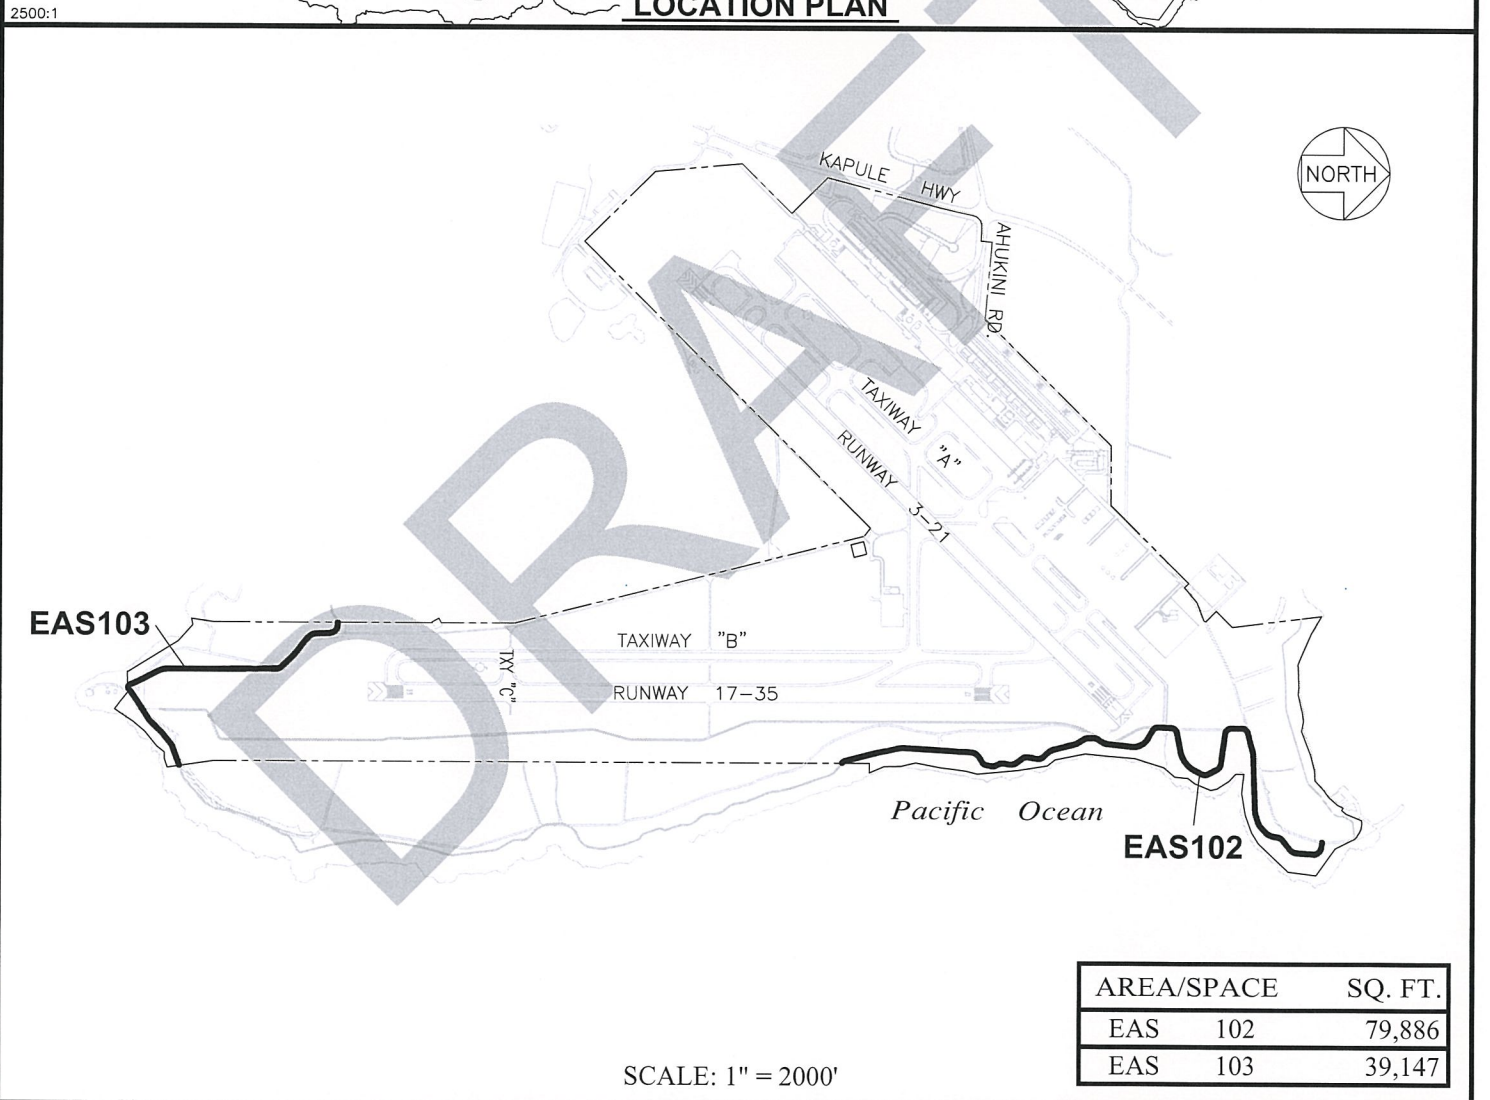 2500:1
LOCATION PLAN
DRAFT
NORTH
KAPULE HWY
AHUKINI RD.
TAXIWAY "A"
RUNWAY 3-21
EAS103
TAXIWAY "B"
TXY "C"
RUNWAY 17-35
Pacific Ocean
EAS102
AREA/SPACE SQ. FT.
EAS 102 79,886
EAS 103 39,147
SCALE: 1" = 2000'